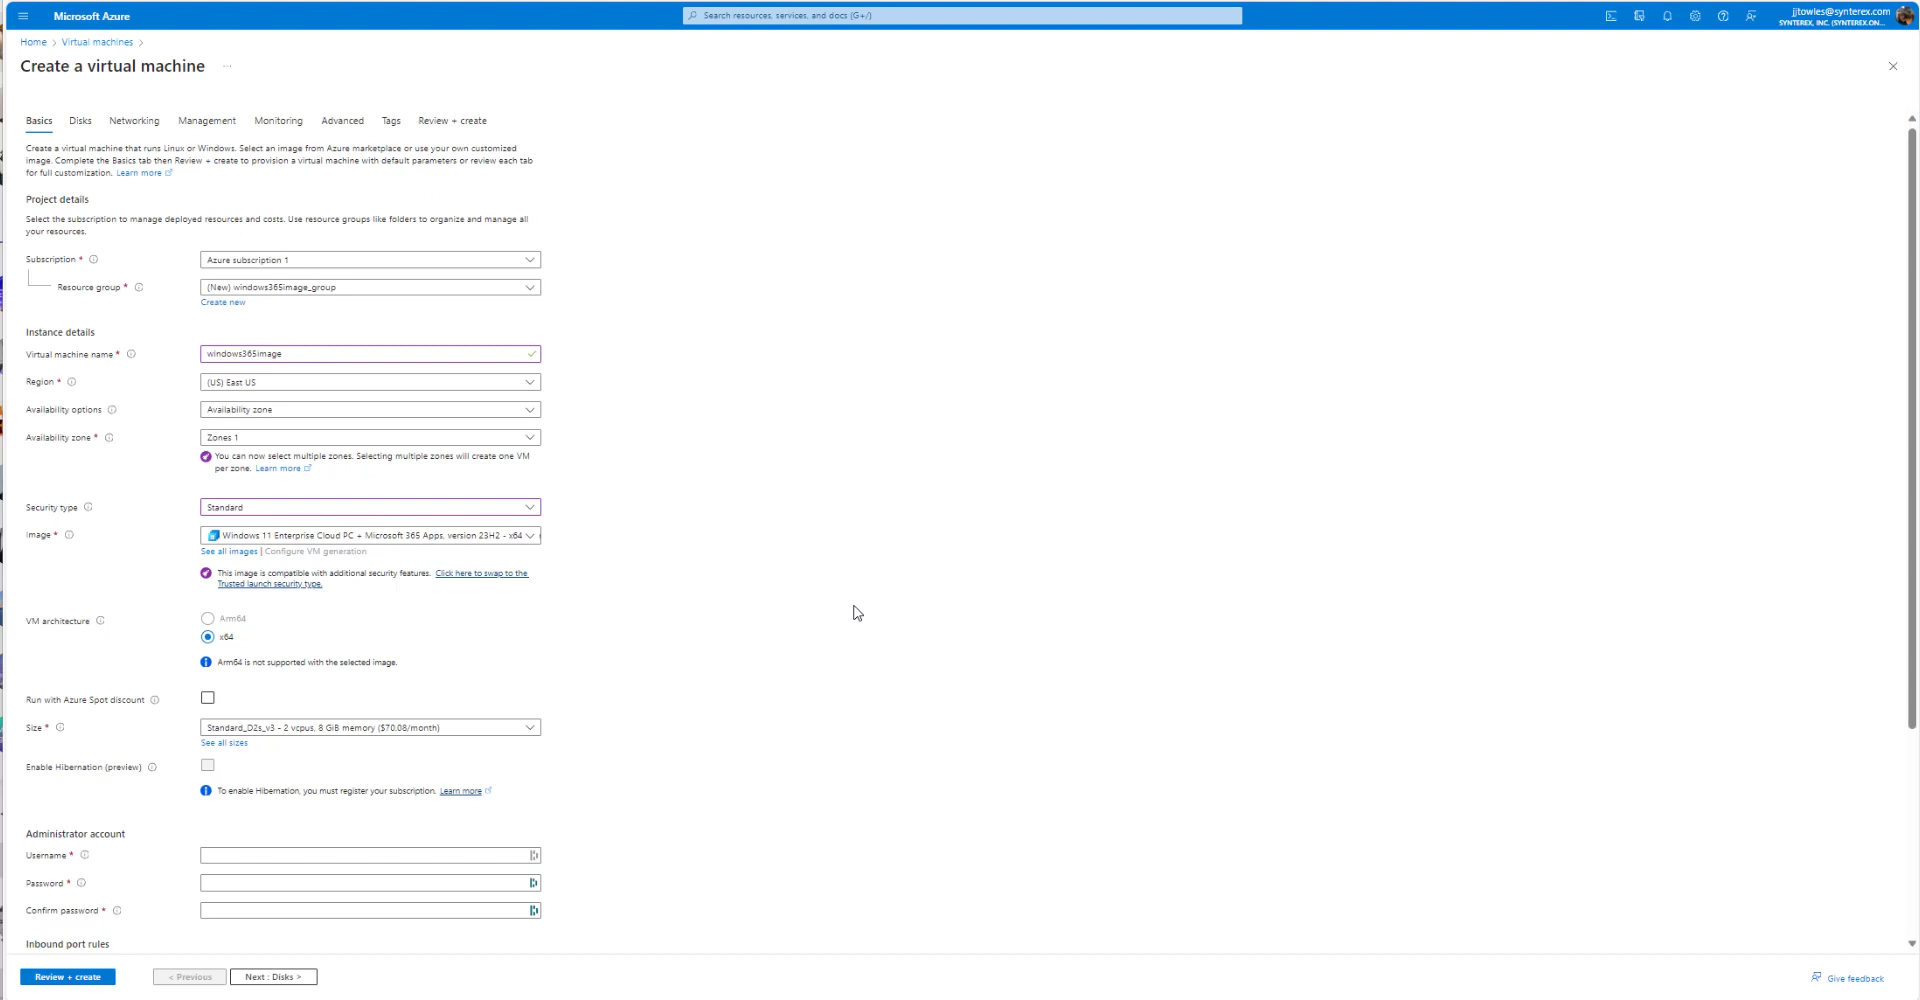 Microsoft Azure
Search resources, services, and docs (G+/)
jjtowles@synterex.com
SYNTEREX, INC. (SYNTEREX.ON...
Home > Virtual machines >
Create a virtual machine ...
Basics Disks Networking Management Monitoring Advanced Tags Review + create
Create a virtual machine that runs Linux or Windows. Select an image from Azure marketplace or use your own customized
image. Complete the Basics tab then Review + create to provision a virtual machine with default parameters or review each tab
for full customization. Learn more
Project details
Select the subscription to manage deployed resources and costs. Use resource groups like folders to organize and manage all
your resources.
Subscription * Azure subscription 1
Resource group * (New) windows365image_group
Create new
Instance details
Virtual machine name * windows365image
Region * (US) East US
Availability options Availability zone
Availability zone * Zones 1
You can now select multiple zones. Selecting multiple zones will create one VM
per zone. Learn more
Security type Standard
Image * Windows 11 Enterprise Cloud PC + Microsoft 365 Apps, version 23H2 - x64
See all images | Configure VM generation
This image is compatible with additional security features. Click here to swap to the
Trusted launch security type.
VM architecture Arm64
x64
Arm64 is not supported with the selected image.
Run with Azure Spot discount
Size * Standard_D2s_v3 - 2 vcpus, 8 GiB memory ($70.08/month)
See all sizes
Enable Hibernation (preview)
To enable Hibernation, you must register your subscription. Learn more
Administrator account
Username *
Password *
Confirm password *
Inbound port rules
Review + create < Previous Next : Disks > Give feedback